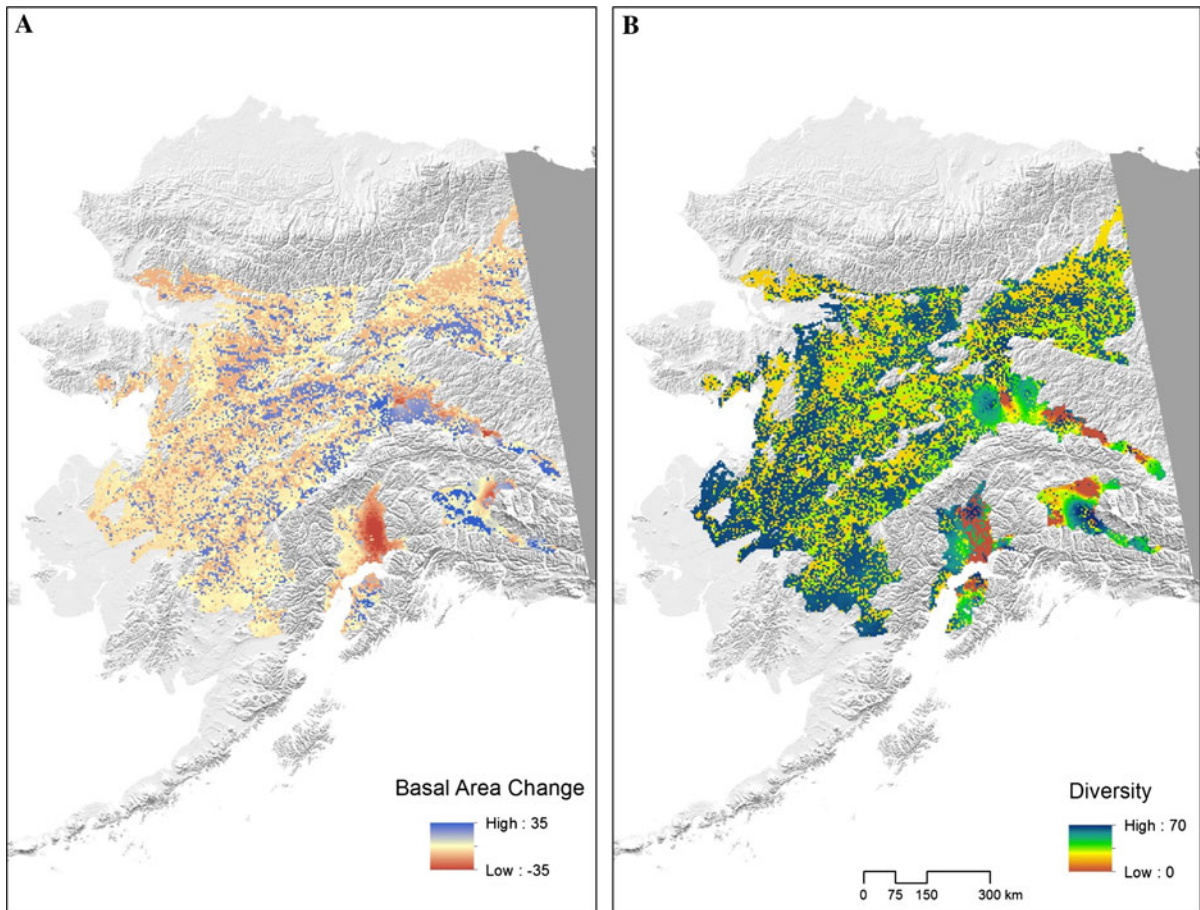 A
Basal Area Change
High : 35
Low : -35
B
Diversity
High : 70
Low : 0
0 75 150 300 km